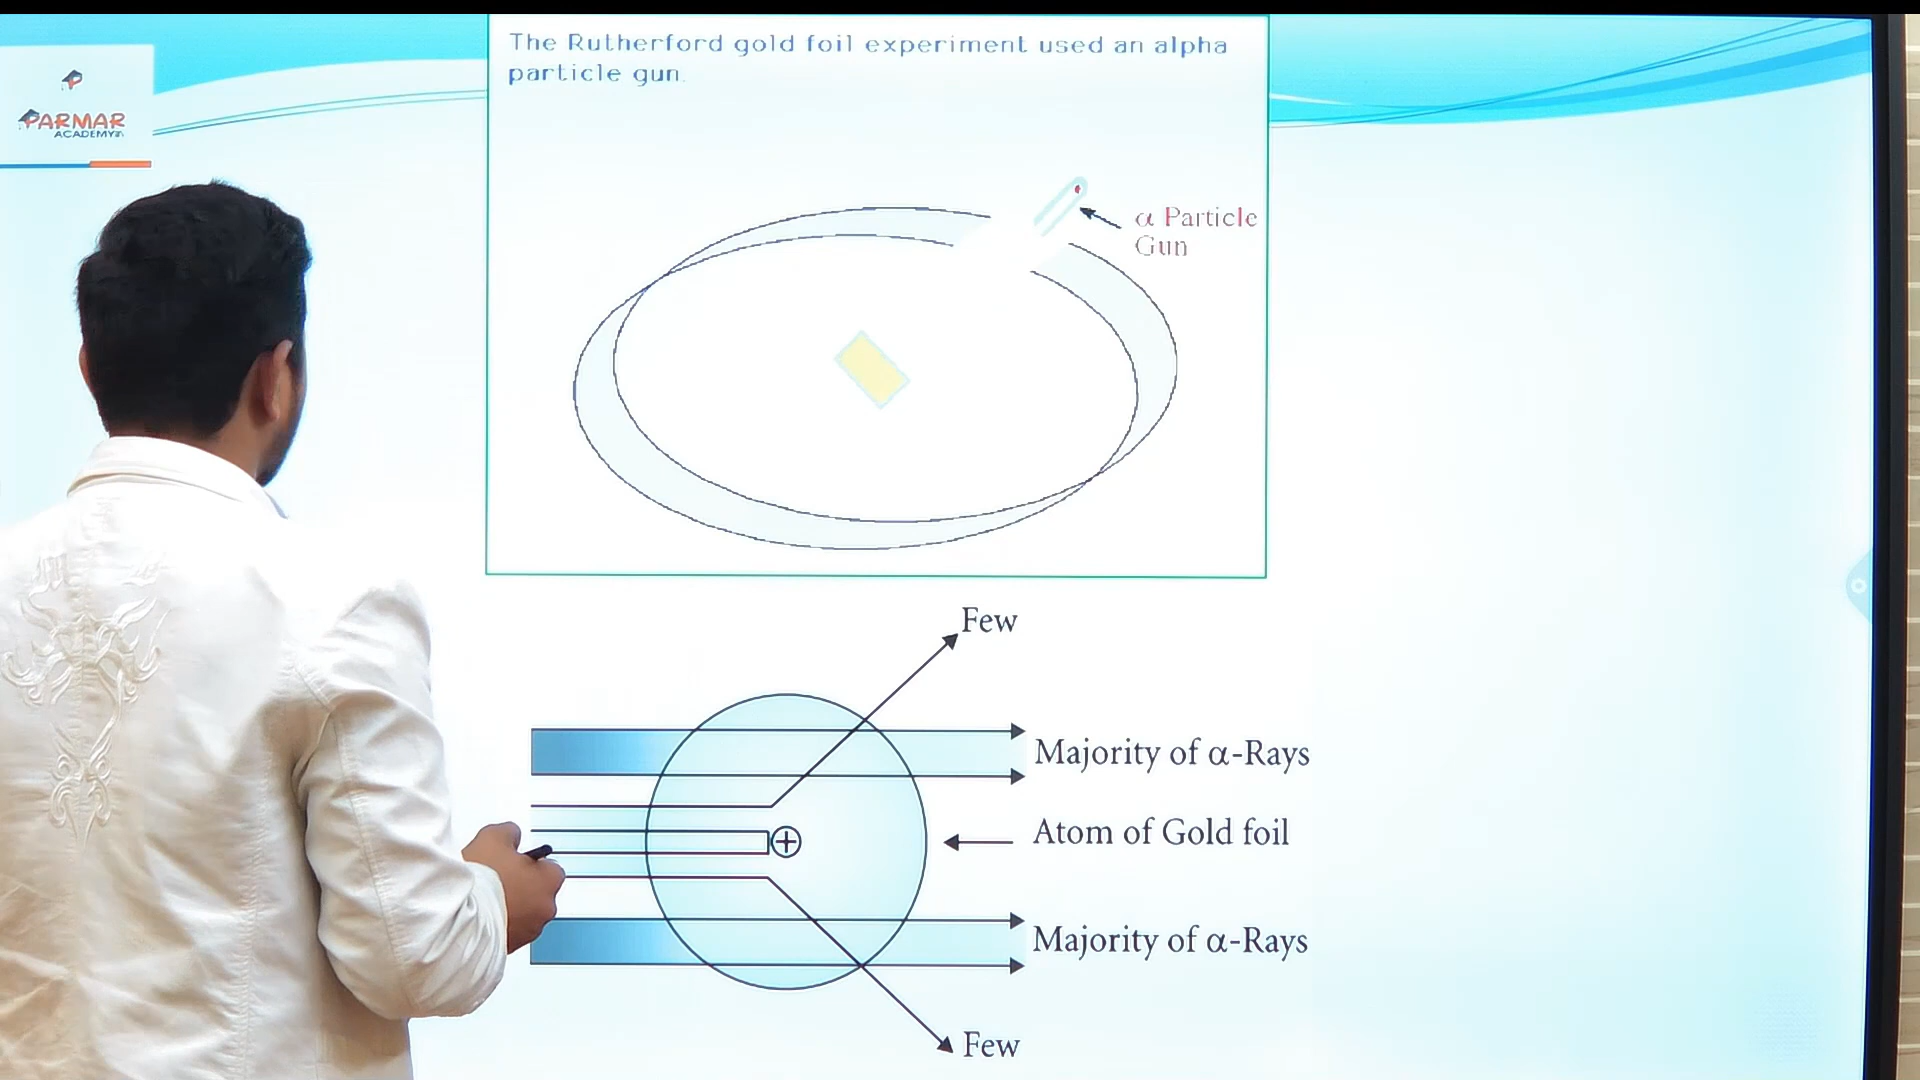 The Rutherford gold foil experiment used an alpha
particle gun.
PARMAR
ACADEMY
α Particle
Gun
Few
Majority of α-Rays
Atom of Gold foil
Majority of α-Rays
Few